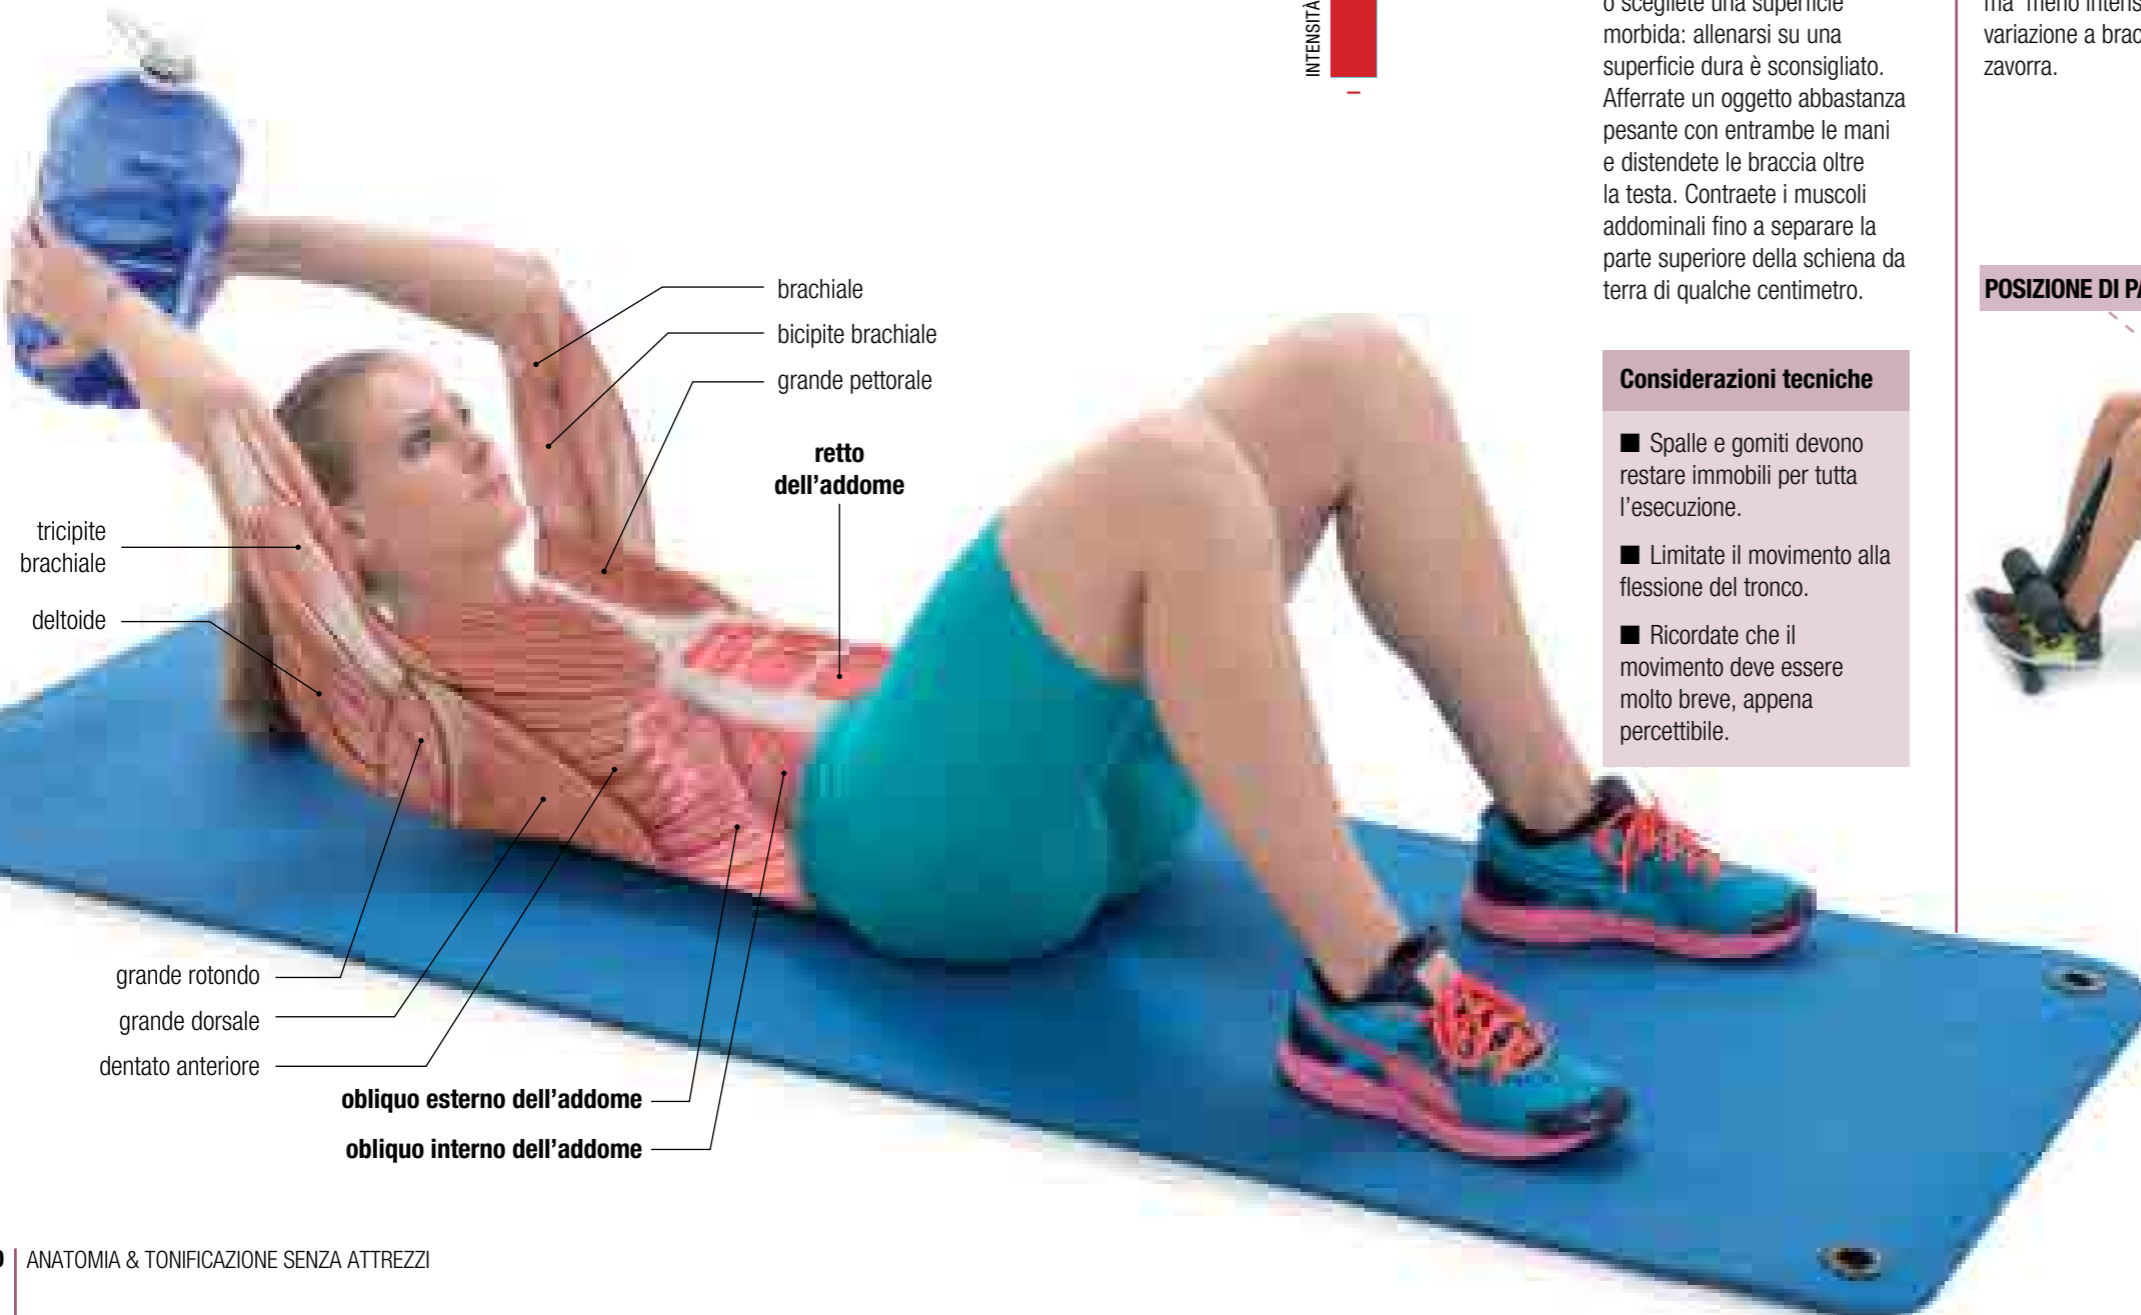 INTENSITÀ
o scegliete una superficie
morbida: allenarsi su una
superficie dura è sconsigliato.
Afferrate un oggetto abbastanza
pesante con entrambe le mani
e distendete le braccia oltre
la testa. Contraete i muscoli
addominali fino a separare la
parte superiore della schiena da
terra di qualche centimetro.
Considerazioni tecniche
■ Spalle e gomiti devono
restare immobili per tutta
l’esecuzione.
■ Limitate il movimento alla
flessione del tronco.
■ Ricordate che il
movimento deve essere
molto breve, appena
percettibile.
ma meno
variazione a
zavorra.
POSIZIONE DI
brachiale
bicipite brachiale
grande pettorale
retto
dell’addome
tricipite
brachiale
deltoide
grande rotondo
grande dorsale
dentato anteriore
obliquo esterno dell’addome
obliquo interno dell’addome
ANATOMIA & TONIFICAZIONE SENZA ATTREZZI